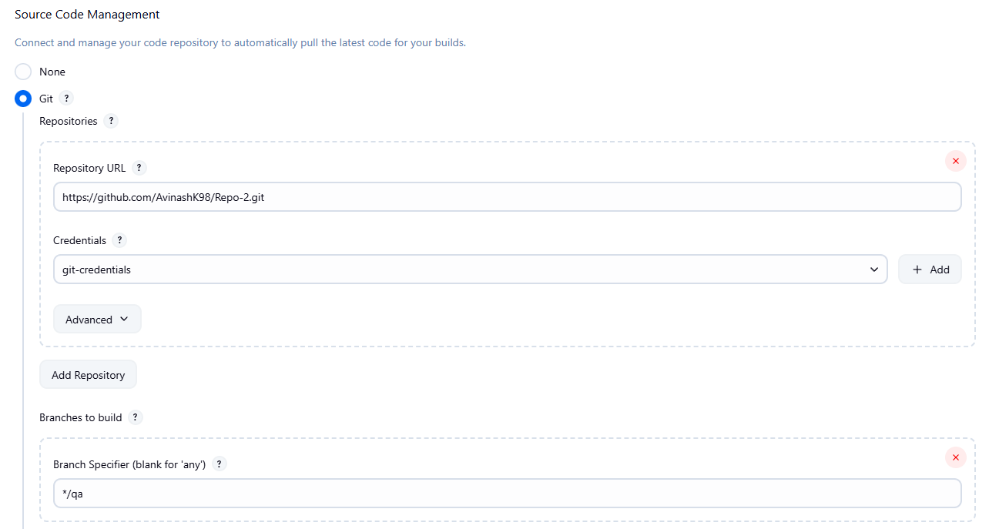 Source Code Management
Connect and manage your code repository to automatically pull the latest code for your builds.
None
Git ?
Repositories ?
Repository URL ?
https://github.com/AvinashK98/Repo-2.git
Credentials ?
git-credentials
+ Add
Advanced
Add Repository
Branches to build ?
Branch Specifier (blank for 'any') ?
*/qa